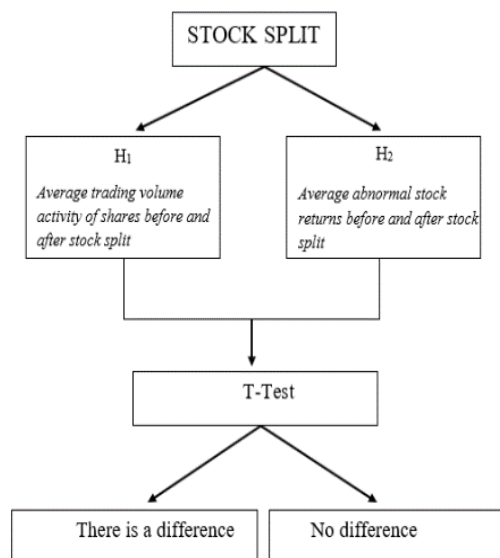 STOCK SPLIT
H1
Average trading volume
activity of shares before and
after stock split
H2
Average abnormal stock
returns before and after stock
split
T-Test
There is a difference
No difference